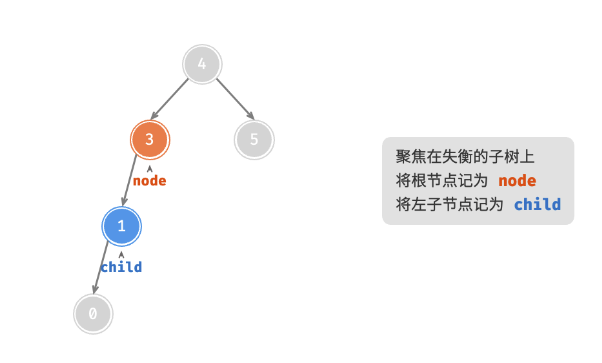 4
3
5
node
1
child
0
聚焦在失衡的子树上
将根节点记为 node
将左子节点记为 child